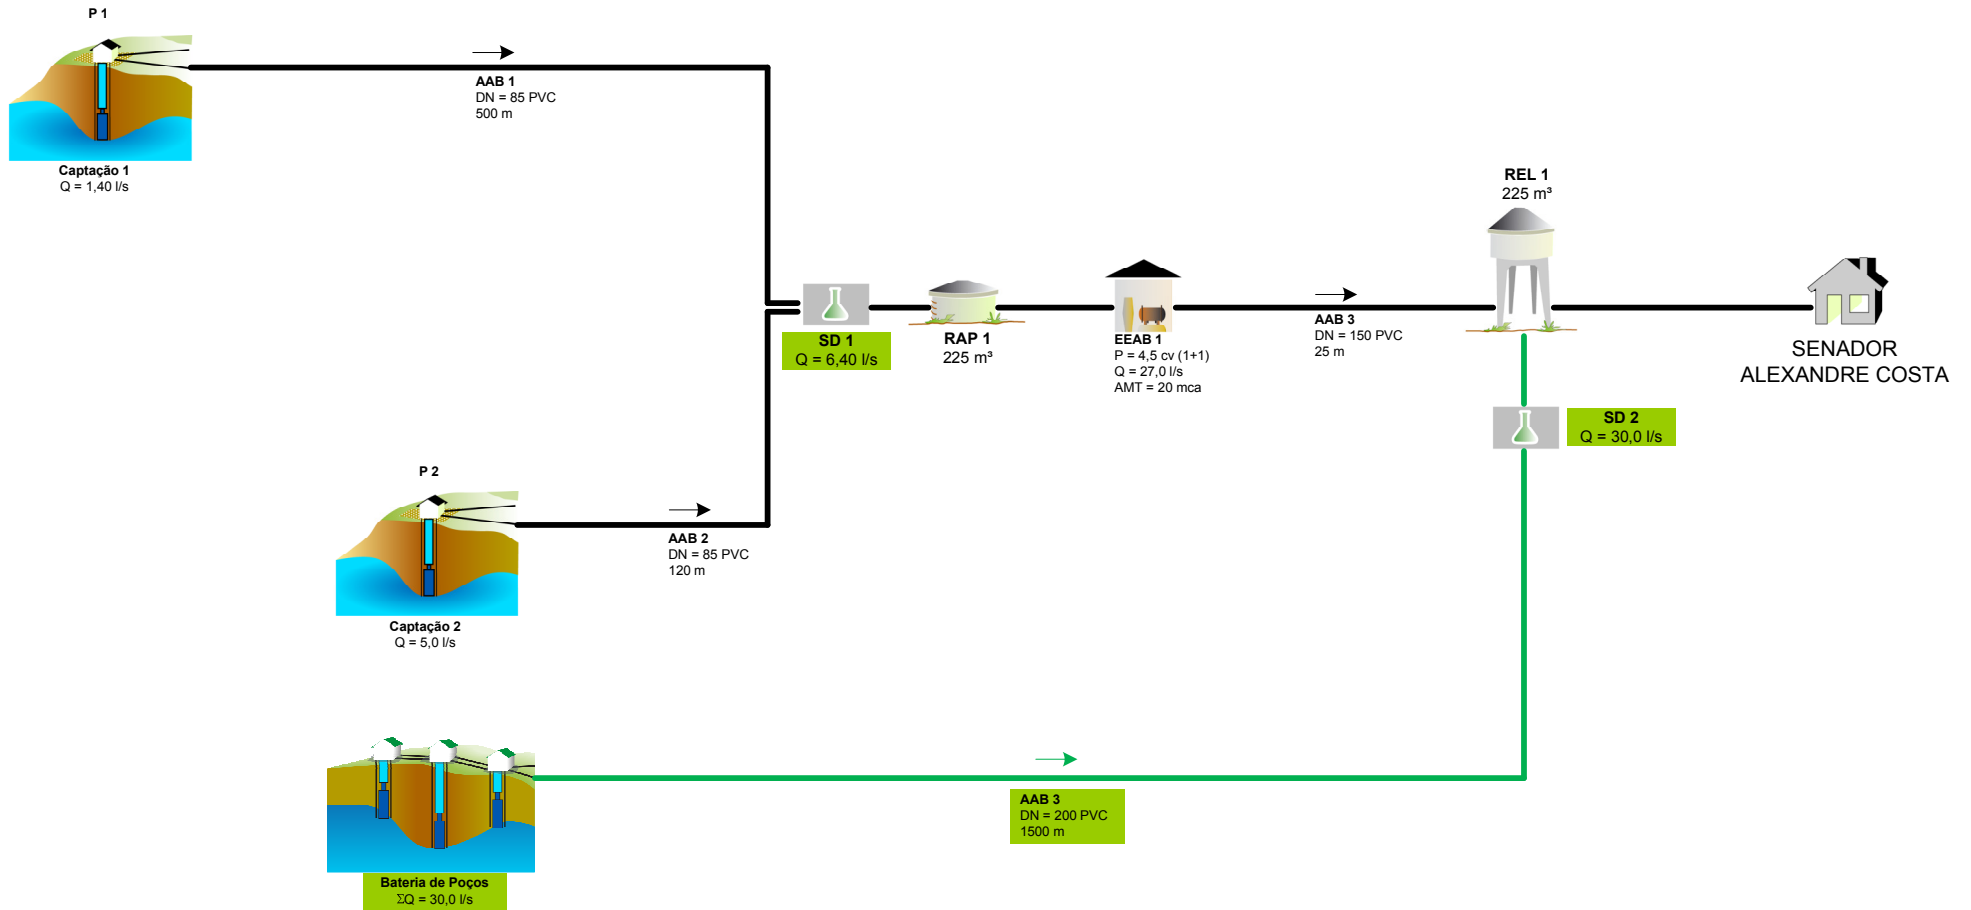 P 1
AAB 1
DN = 85 PVC
500 m
Captação 1
Q = 1,40 l/s
REL 1
225 m³
SD 1
Q = 6,40 l/s
RAP 1
225 m³
EEAB 1
P = 4,5 cv (1+1)
Q = 27,0 l/s
AMT = 20 mca
AAB 3
DN = 150 PVC
25 m
SENADOR
ALEXANDRE COSTA
SD 2
Q = 30,0 l/s
P 2
AAB 2
DN = 85 PVC
120 m
Captação 2
Q = 5,0 l/s
AAB 3
DN = 200 PVC
1500 m
Bateria de Poços
ΣQ = 30,0 l/s